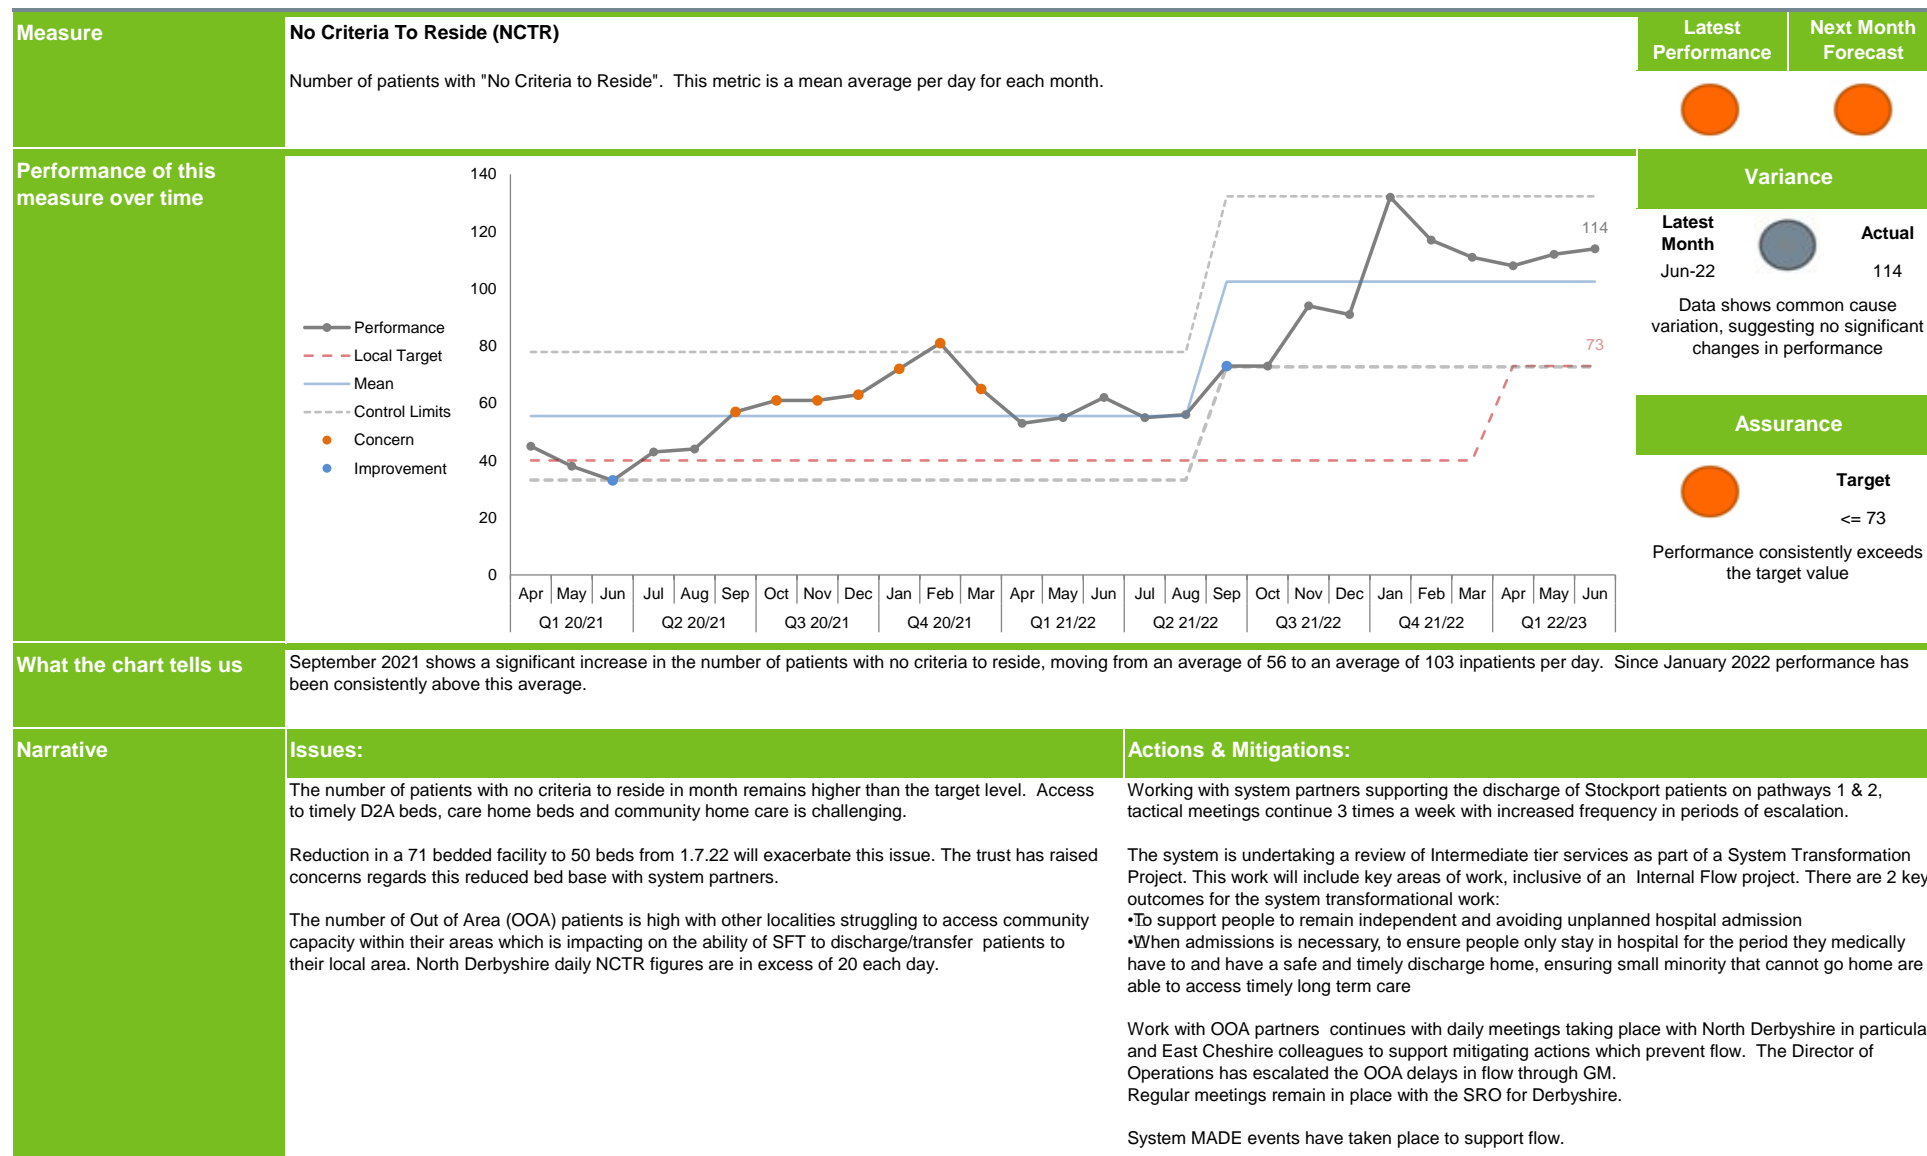 Measure
No Criteria To Reside (NCTR)
Number of patients with "No Criteria to Reside".  This metric is a mean average per day for each month.
Latest
Performance
Next Month
Forecast
Performance of this
measure over time
140
120
100
80
60
40
20
0
Performance
Local Target
Mean
Control Limits
Concern
Improvement
114
73
Apr May Jun Jul Aug Sep Oct Nov Dec Jan Feb Mar Apr May Jun Jul Aug Sep Oct Nov Dec Jan Feb Mar Apr May Jun
Q1 20/21 Q2 20/21 Q3 20/21 Q4 20/21 Q1 21/22 Q2 21/22 Q3 21/22 Q4 21/22 Q1 22/23
Variance
Latest
Month
Actual
Jun-22
114
Data shows common cause
variation, suggesting no significant
changes in performance
Assurance
Target
<= 73
Performance consistently exceeds
the target value
What the chart tells us
September 2021 shows a significant increase in the number of patients with no criteria to reside, moving from an average of 56 to an average of 103 inpatients per day.  Since January 2022 performance has
been consistently above this average.
Narrative
Issues:
The number of patients with no criteria to reside in month remains higher than the target level.  Access
to timely D2A beds, care home beds and community home care is challenging.
Reduction in a 71 bedded facility to 50 beds from 1.7.22 will exacerbate this issue. The trust has raised
concerns regards this reduced bed base with system partners.
The number of Out of Area (OOA) patients is high with other localities struggling to access community
capacity within their areas which is impacting on the ability of SFT to discharge/transfer  patients to
their local area. North Derbyshire daily NCTR figures are in excess of 20 each day.
Actions & Mitigations:
Working with system partners supporting the discharge of Stockport patients on pathways 1 & 2,
tactical meetings continue 3 times a week with increased frequency in periods of escalation.
The system is undertaking a review of Intermediate tier services as part of a System Transformation
Project. This work will include key areas of work, inclusive of an  Internal Flow project. There are 2 key
outcomes for the system transformational work:
•To support people to remain independent and avoiding unplanned hospital admission
•When admissions is necessary, to ensure people only stay in hospital for the period they medically
have to and have a safe and timely discharge home, ensuring small minority that cannot go home are
able to access timely long term care
Work with OOA partners  continues with daily meetings taking place with North Derbyshire in particula
and East Cheshire colleagues to support mitigating actions which prevent flow.  The Director of
Operations has escalated the OOA delays in flow through GM.
Regular meetings remain in place with the SRO for Derbyshire.
System MADE events have taken place to support flow.